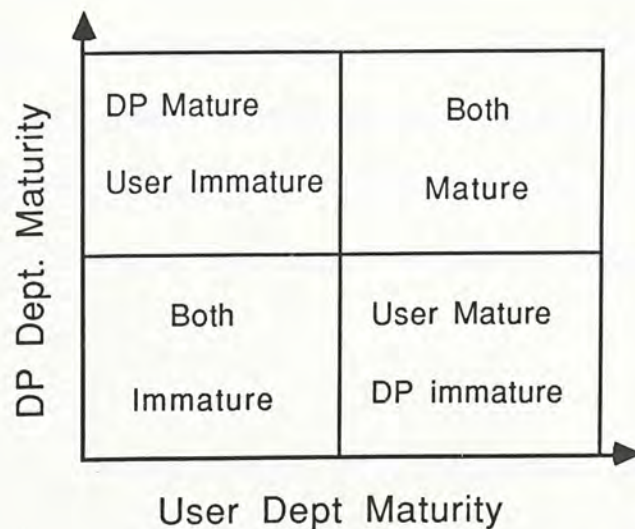 DP Dept. Maturity
DP Mature
User Immature
Both
Mature
Both
Immature
User Mature
DP immature
User Dept Maturity